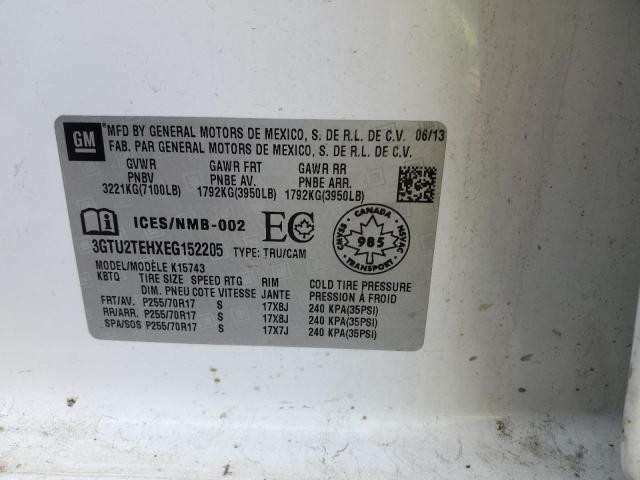 GM
MFD BY GENERAL MOTORS DE MEXICO, S. DE R.L. DE C.V. 06/13
FAB. PAR GENERAL MOTORS DE MEXICO, S. DE R.L. DE C.V.
GVWR GAWR FRT GAWR RR
PNBV PNBE AV. PNBE ARR.
3221KG(7100LB) 1792KG(3950LB) 1792KG(3950LB)
ICES/NMB-002 EC
CANADA
CMVSS 985 NSVAC
TRANSPORT
3GTU2TEHXEG152205 TYPE: TRU/CAM
MODEL/MODÈLE K15743
KBTQ TIRE SIZE SPEED RTG RIM COLD TIRE PRESSURE
DIM. PNEU COTE VITESSE JANTE PRESSION À FROID
FRT/AV. P255/70R17 S 17X8J 240 KPA(35PSI)
RR/ARR. P255/70R17 S 17X8J 240 KPA(35PSI)
SPA/SOS P255/70R17 S 17X7J 240 KPA(35PSI)